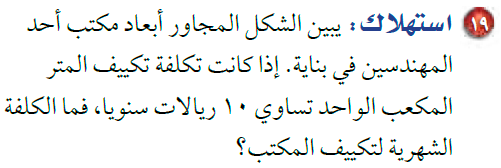 ١٩ استهلاك: يبين الشكل المجاور أبعاد مكتب أحد
المهندسين في بناية. إذا كانت تكلفة تكييف المتر
المكعب الواحد تساوي ١٠ ريالات سنويا، فما الكلفة
الشهرية لتكييف المكتب؟